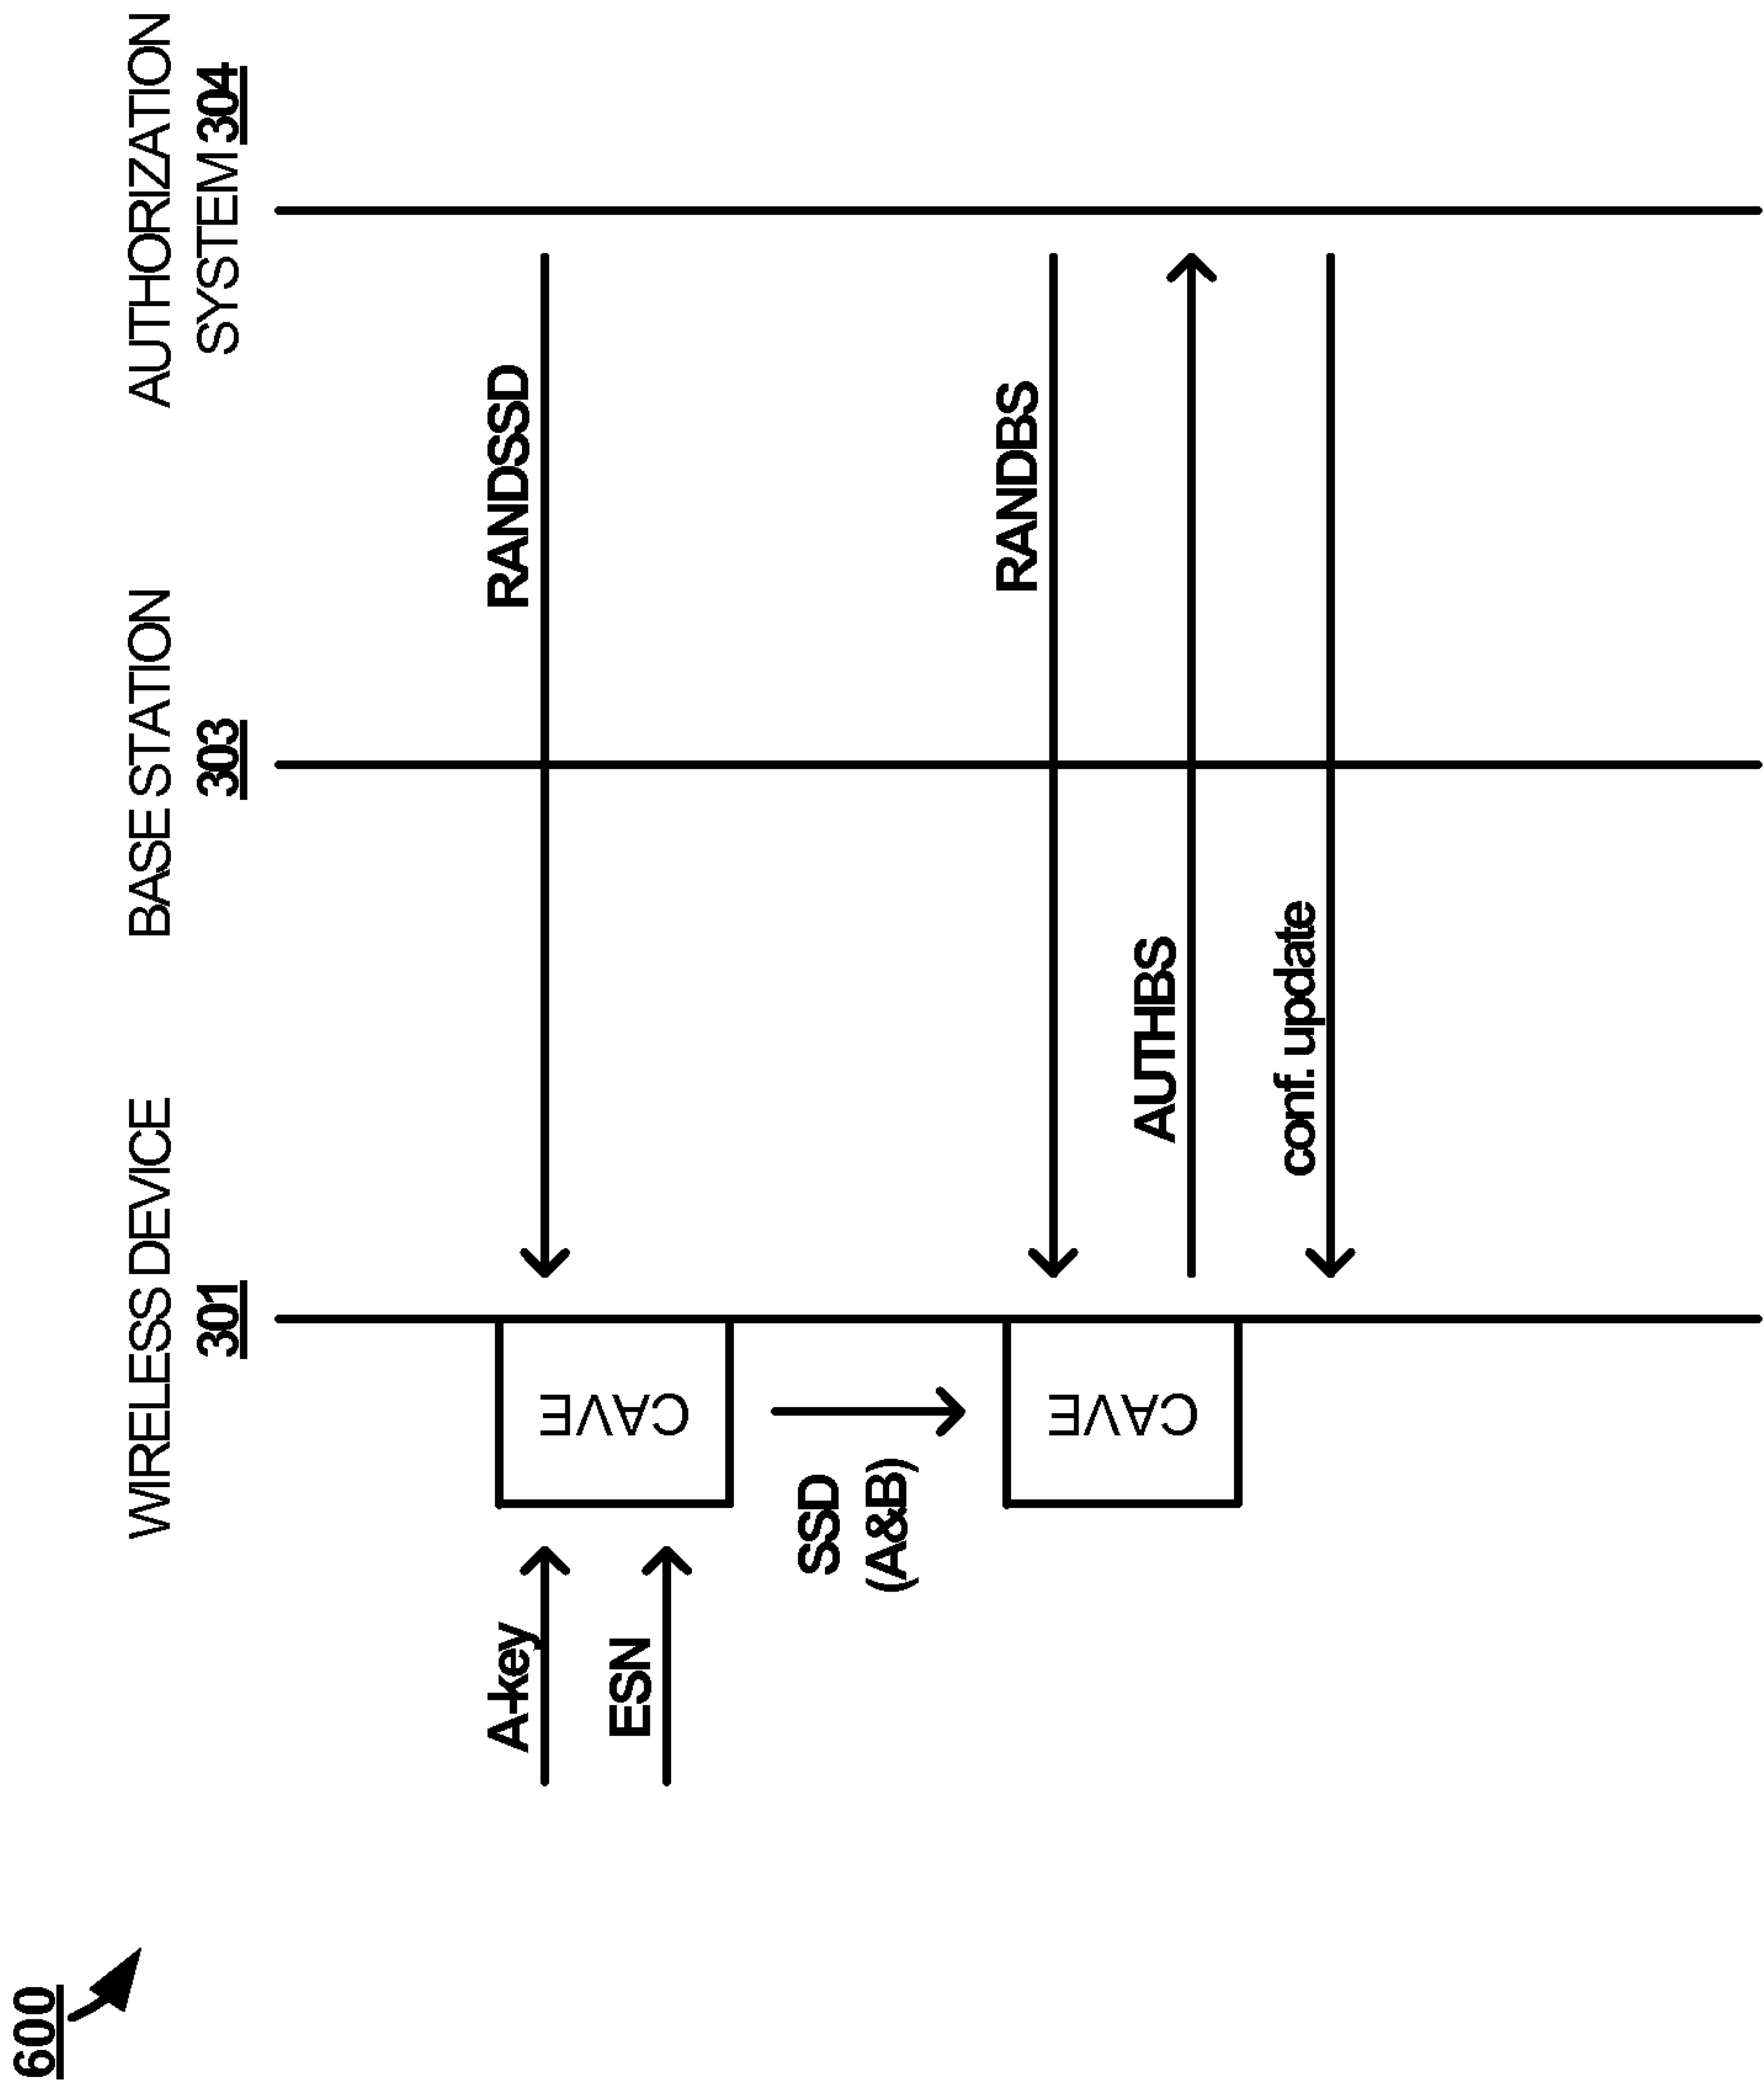 600
WIRELESS DEVICE
301
BASE STATION
303
AUTHORIZATION
SYSTEM 304
A-key
RANDSSD
ESN
CAVE
SSD
(A&B)
RANDBS
CAVE
AUTHBS
conf. update